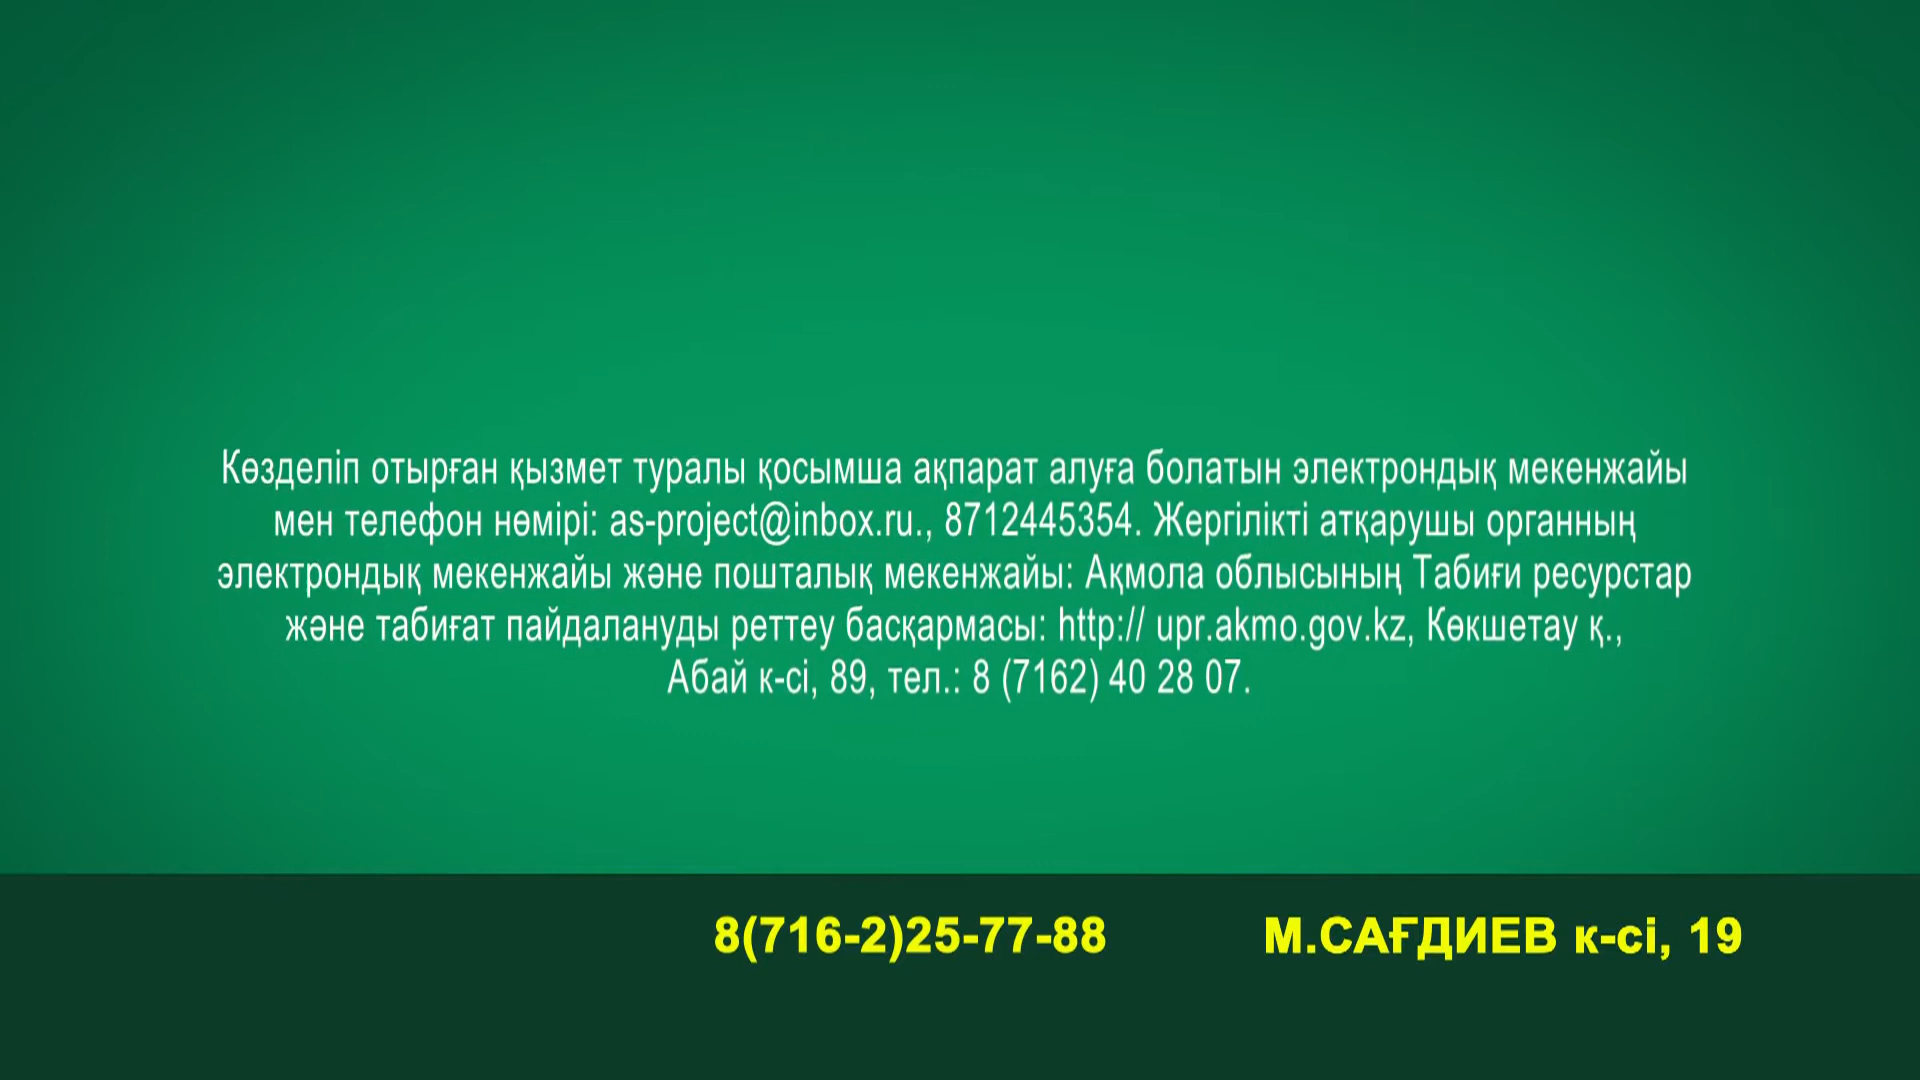 Көзделіп отырған қызмет туралы қосымша ақпарат алуға болатын электрондық мекенжайы
мен телефон нөмірі: as-project@inbox.ru., 8712445354. Жергілікті атқарушы органның
электрондық мекенжайы және пошталық мекенжайы: Ақмола облысының Табиғи ресурстар
және табиғат пайдалануды реттеу басқармасы: http:// upr.akmo.gov.kz, Көкшетау қ.,
Абай к-сі, 89, тел.: 8 (7162) 40 28 07.
8(716-2)25-77-88 М.САҒДИЕВ к-сі, 19